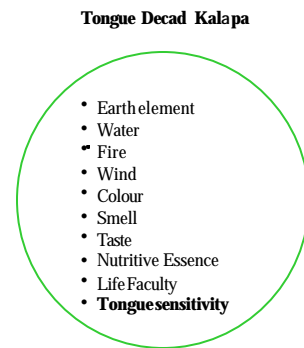 Tongue Decad Kalapa
• Earth element
• Water
• Fire
• Wind
• Colour
• Smell
• Taste
• Nutritive Essence
• Life Faculty
• Tongue sensitivity